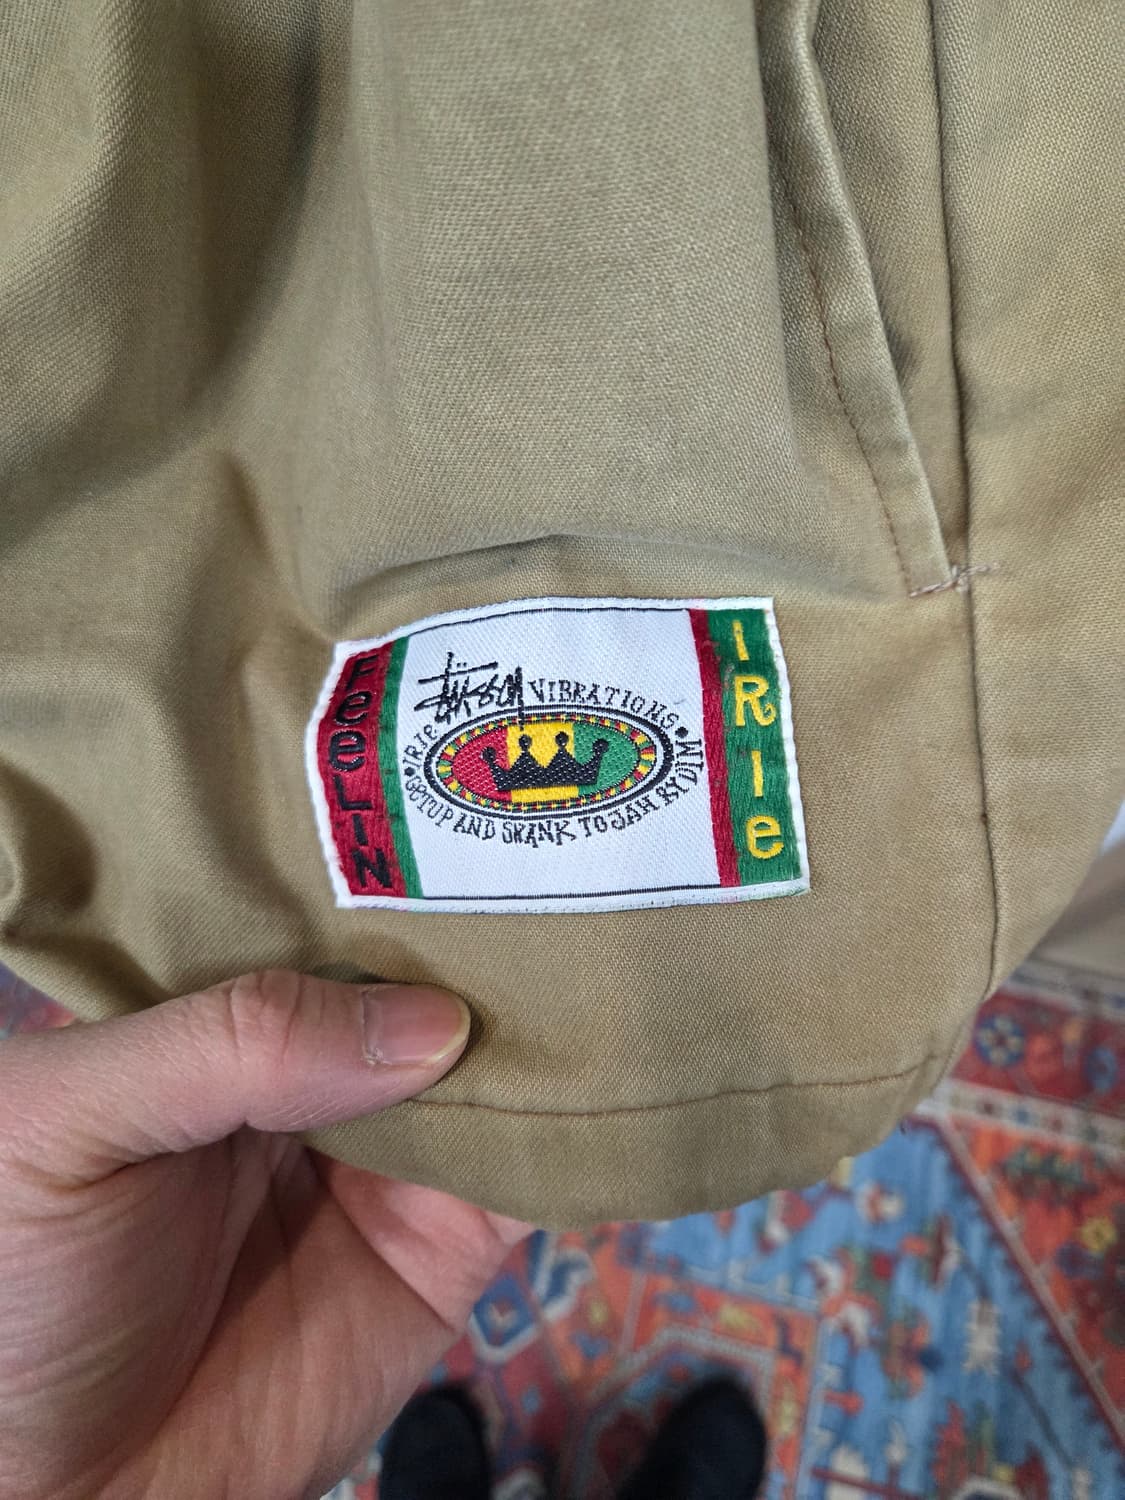 FeeLIN
Stüssy
IRIe VIBRATIONS
GETUP AND SKANK TO JAH RYDIM
IRIe